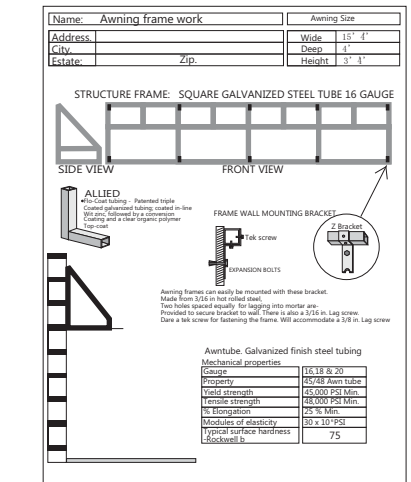 Name: Awning frame work
Awning Size
Address.
City.
Estate: Zip.
Wide 15' 4"
Deep 4'
Height 3' 4"
STRUCTURE FRAME: SQUARE GALVANIZED STEEL TUBE 16 GAUGE
SIDE VIEW
FRONT VIEW
ALLIED
•Flo-Coat tubing - Patented triple
Coated galvanized tubing; coated in-line
Wit zinc, followed by a conversion
Coating and a clear organic polymer
Top-coat
FRAME WALL MOUNTING BRACKET
Tek screw
EXPANSION BOLTS
Z Bracket
Awning frames can easily be mounted with these bracket.
Made from 3/16 in hot rolled steel,
Two holes spaced equally for lagging into mortar are-
Provided to secure bracket to wall. There is also a 3/16 in. Lag screw.
Dare a tek screw for fastening the frame. Will accommodate a 3/8 in. Lag screw
Awntube. Galvanized finish steel tubing
Mechanical properties
Gauge 16,18 & 20
Property 45/48 Awn tube
Yield strength 45,000 PSI Min.
Tensile strength 48,000 PSI Min.
% Elongation 25 % Min.
Modules of elasticity 30 x 10⁶PSI
Typical surface hardness
-Rockwell b 75